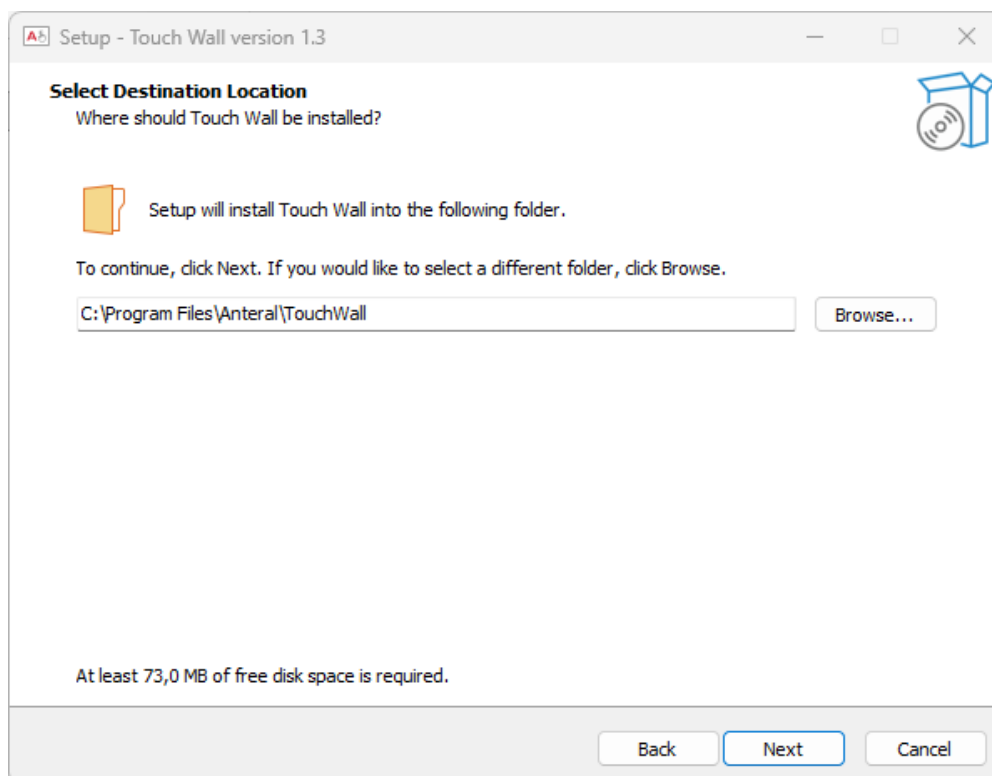 Setup - Touch Wall version 1.3
Select Destination Location
Where should Touch Wall be installed?
Setup will install Touch Wall into the following folder.
To continue, click Next. If you would like to select a different folder, click Browse.
C:\Program Files\Anteral\TouchWall
Browse...
At least 73,0 MB of free disk space is required.
Back Next Cancel